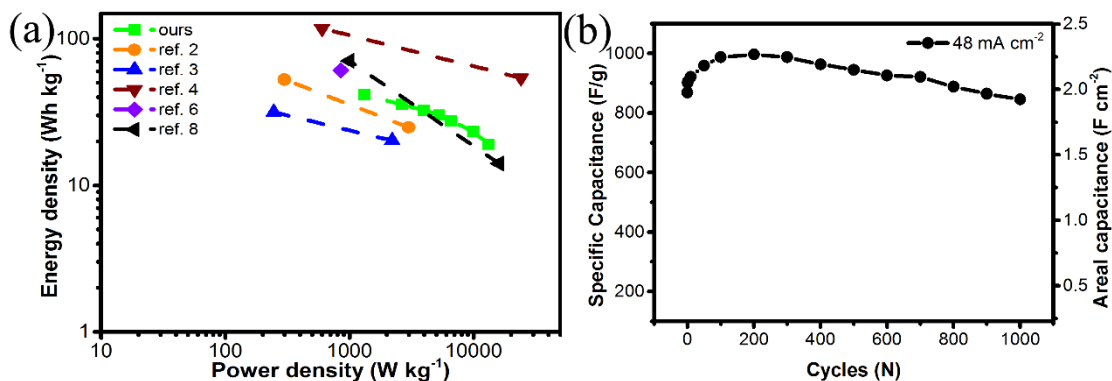 (a)
100
10
1
Energy density (Wh kg-1)
ours
ref. 2
ref. 3
ref. 4
ref. 6
ref. 8
10
100
1000
10000
Power density (W kg-1)
(b)
1000
800
600
400
200
Specific Capacitance (F/g)
48 mA cm-2
2.5
2.0
1.5
1.0
0.5
Areal capacitance (F cm-2)
0
200
400
600
800
1000
Cycles (N)